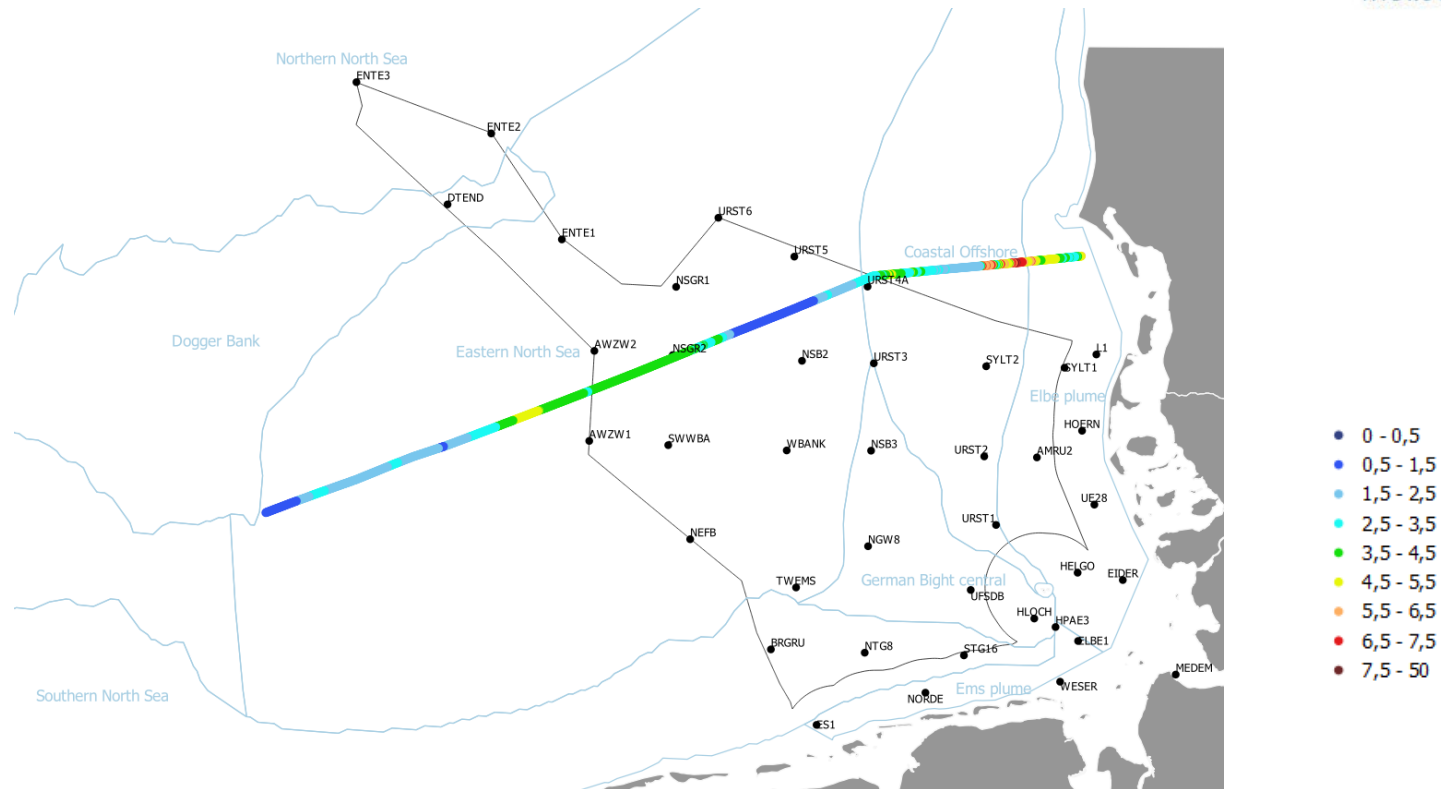 Northern North Sea
ENTE3
ENTE2
DTEND
URST6
ENTE1
URST5
Coastal Offshore
NSGR1
URST4A
Dogger Bank
AWZW2
Eastern North Sea
NSGR2
NSB2
URST3
SYLT2
L1
SYLT1
Elbe plume
HOERN
AWZW1
SWWBA
WBANK
NSB3
URST2
AMRU2
UE28
URST1
NEFB
NGW8
HELGO
EIDER
TWEMS
German Bight central
UFSDB
HLOCH
HPAE3
ELBE1
BRGRU
NTG8
STG16
MEDEM
Southern North Sea
Ems plume
WESER
NORDE
ES1
0 - 0,5
0,5 - 1,5
1,5 - 2,5
2,5 - 3,5
3,5 - 4,5
4,5 - 5,5
5,5 - 6,5
6,5 - 7,5
7,5 - 50